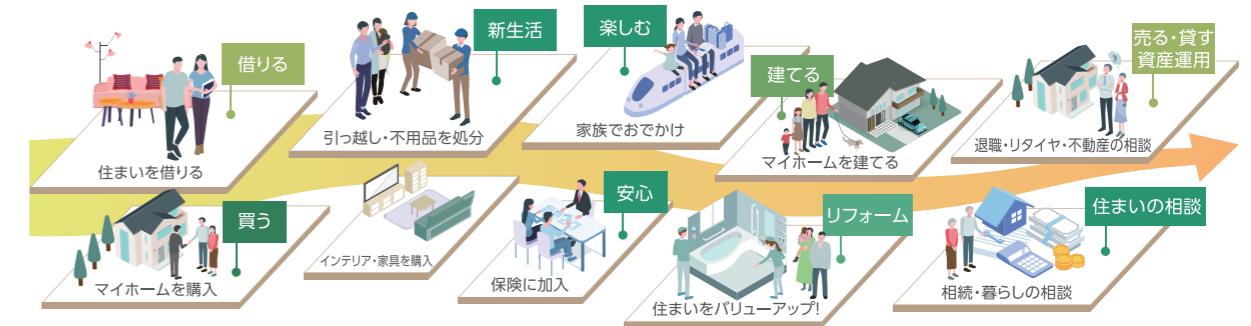 借りる
住まいを借りる
新生活
引っ越し・不用品を処分
楽しむ
家族でおでかけ
建てる
マイホームを建てる
売る・貸す
資産運用
退職・リタイヤ・不動産の相談
買う
マイホームを購入
インテリア・家具を購入
安心
保険に加入
リフォーム
住まいをバリューアップ!
住まいの相談
相続・暮らしの相談